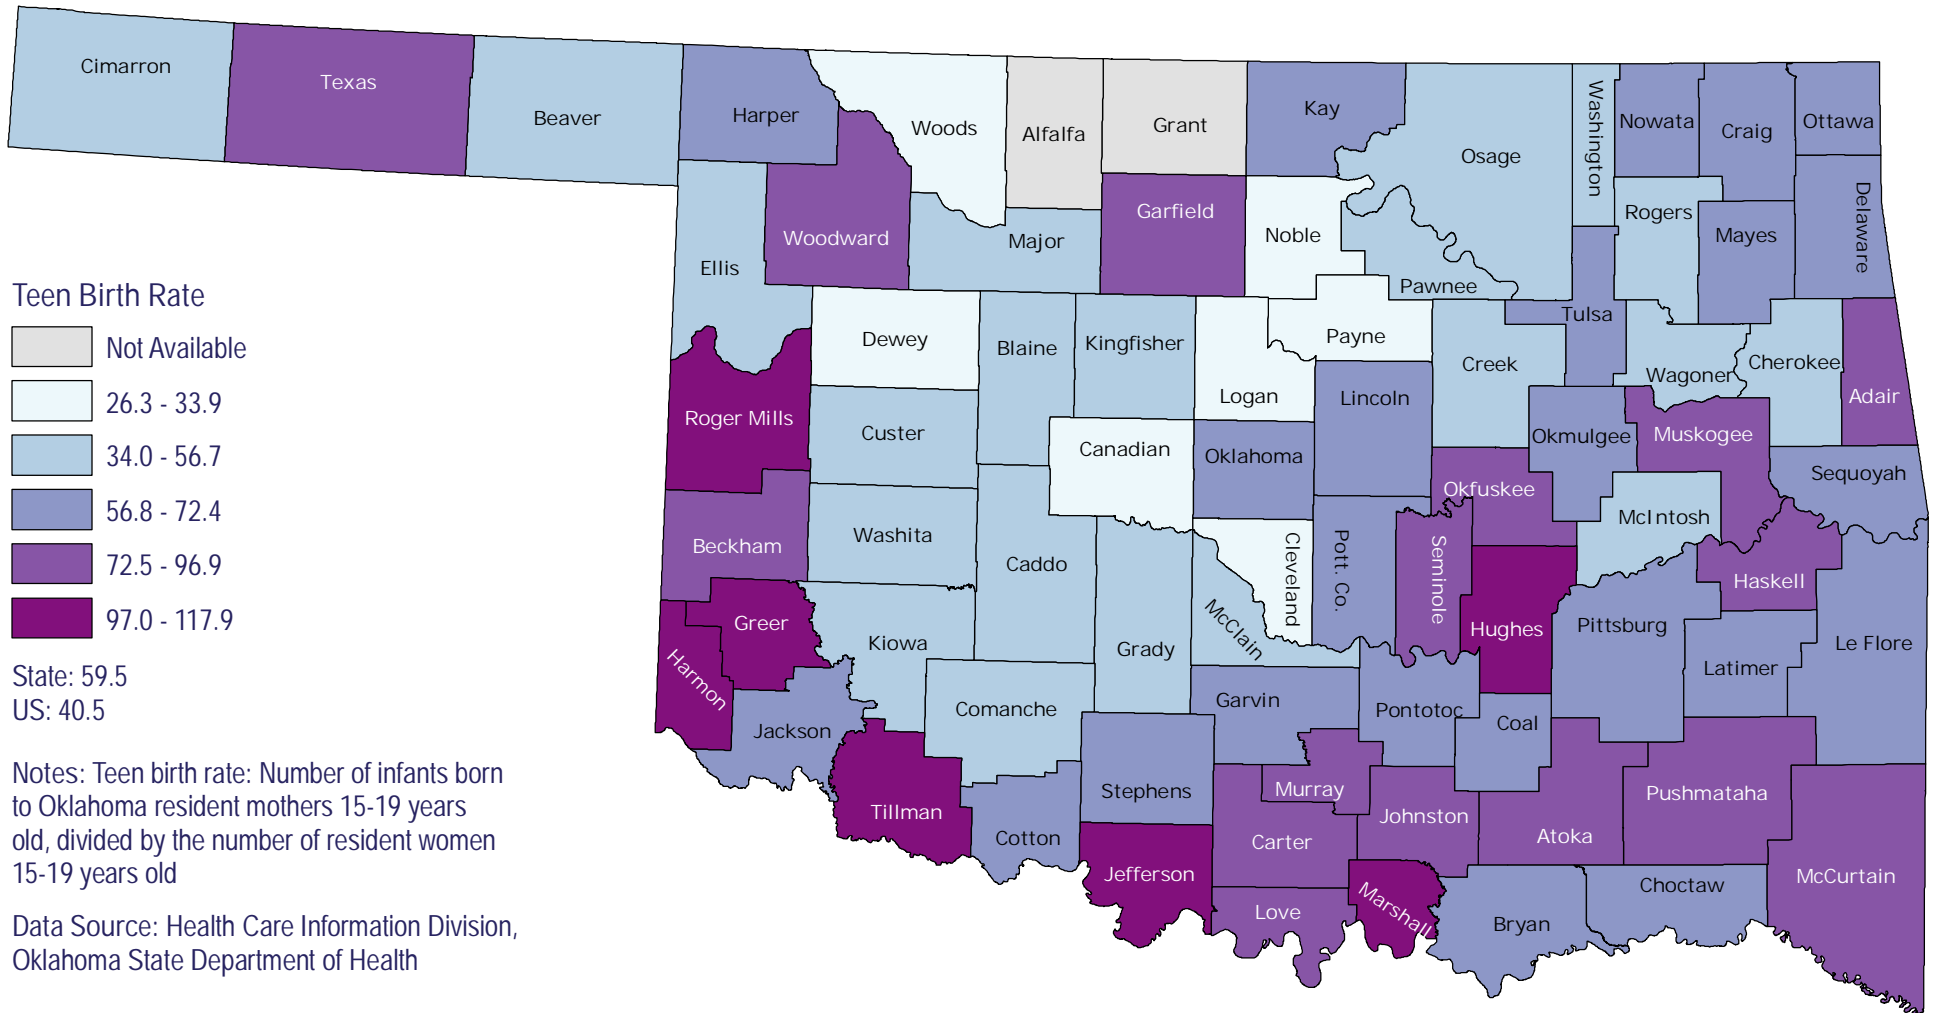 Cimarron
Texas
Beaver
Harper
Woods
Alfalfa
Grant
Kay
Osage
Washington
Nowata
Craig
Ottawa
Delaware
Woodward
Ellis
Major
Garfield
Noble
Pawnee
Rogers
Mayes
Tulsa
Teen Birth Rate
Not Available
26.3 - 33.9
34.0 - 56.7
56.8 - 72.4
72.5 - 96.9
97.0 - 117.9
State: 59.5
US: 40.5
Notes: Teen birth rate: Number of infants born
to Oklahoma resident mothers 15-19 years
old, divided by the number of resident women
15-19 years old
Data Source: Health Care Information Division,
Oklahoma State Department of Health
Dewey
Blaine
Kingfisher
Logan
Payne
Creek
Wagoner
Cherokee
Adair
Roger Mills
Custer
Canadian
Oklahoma
Lincoln
Okmulgee
Muskogee
Sequoyah
Beckham
Washita
Caddo
Grady
McClain
Cleveland
Pott. Co.
Seminole
Okfuskee
McIntosh
Haskell
Greer
Harmon
Kiowa
Hughes
Pittsburg
Latimer
Le Flore
Jackson
Comanche
Garvin
Pontotoc
Coal
Tillman
Cotton
Stephens
Murray
Johnston
Atoka
Pushmataha
Carter
Jefferson
Love
Marshall
Bryan
Choctaw
McCurtain